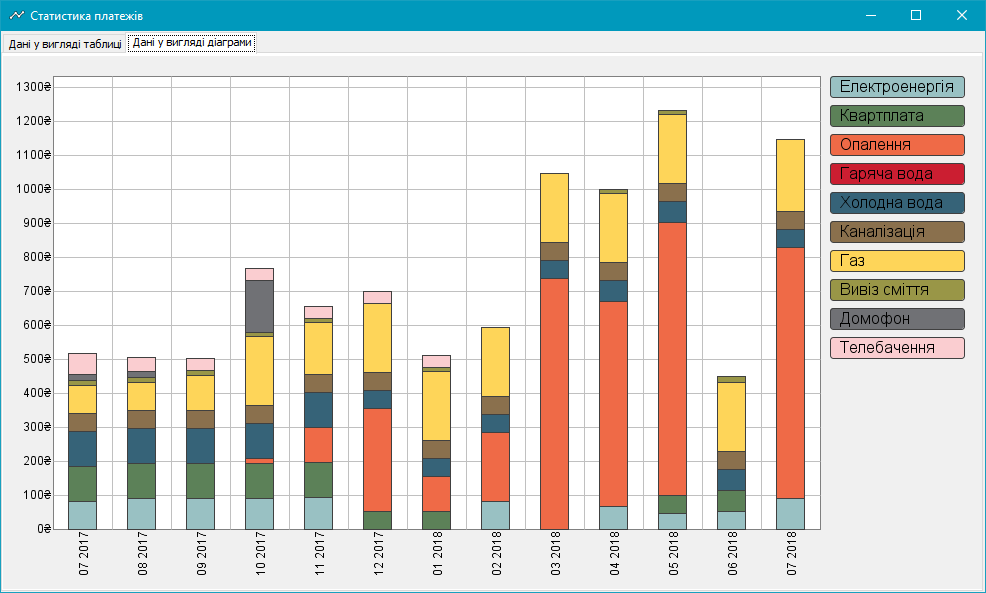 Статистика платежів
Дані у вигляді таблиці Дані у вигляді діаграми
1300₴
1200₴
1100₴
1000₴
900₴
800₴
700₴
600₴
500₴
400₴
300₴
200₴
100₴
0₴
07 2017
08 2017
09 2017
10 2017
11 2017
12 2017
01 2018
02 2018
03 2018
04 2018
05 2018
06 2018
07 2018
Електроенергія
Квартплата
Опалення
Гаряча вода
Холодна вода
Каналізація
Газ
Вивіз сміття
Домофон
Телебачення